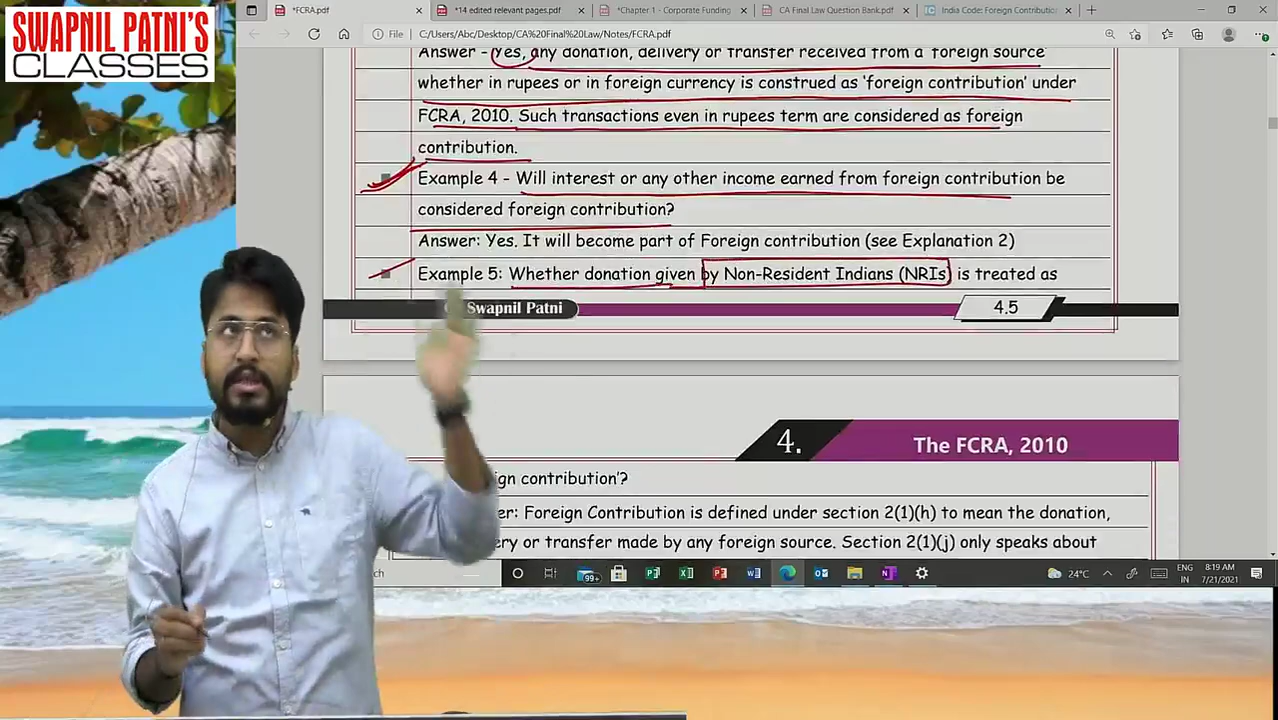 SWAPNIL PATNI'S
CLASSES
*FCRA.pdf
*14 edited relevant pages.pdf
*Chapter 1 - Corporate Funding
CA Final Law Question Bank.pdf
India Code: Foreign Contributio
File
C:/Users/Abc/Desktop/CA%20Final%20Law/Notes/FCRA.pdf
Answer - Yes, any donation, delivery or transfer received from a 'foreign source'
whether in rupees or in foreign currency is construed as 'foreign contribution' under
FCRA, 2010. Such transactions even in rupees term are considered as foreign
contribution.
Example 4 - Will interest or any other income earned from foreign contribution be
considered foreign contribution?
Answer: Yes. It will become part of Foreign contribution (see Explanation 2)
Example 5: Whether donation given by Non-Resident Indians (NRIs) is treated as
Swapnil Patni
4.5
4.
The FCRA, 2010
ign contribution'?
er: Foreign Contribution is defined under section 2(1)(h) to mean the donation,
ery or transfer made by any foreign source. Section 2(1)(j) only speaks about
ch
99+
24°C
ENG
IN
8:19 AM
7/21/2021